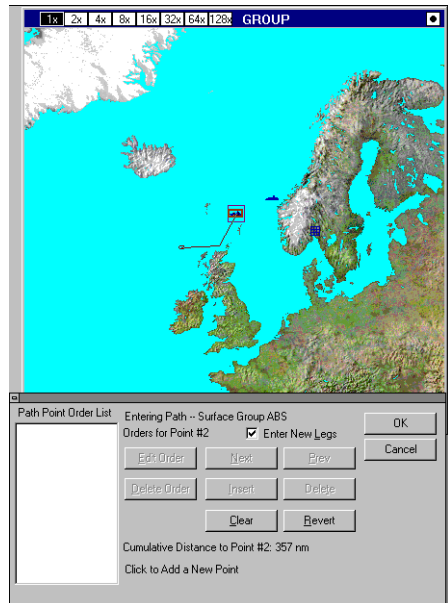 1x 2x 4x 8x 16x 32x 64x 128x GROUP
Path Point Order List
Entering Path -- Surface Group ABS
Orders for Point #2
Enter New Legs
OK
Cancel
Edit Order
Next
Prev
Delete Order
Insert
Delete
Clear
Revert
Cumulative Distance to Point #2: 357 nm
Click to Add a New Point